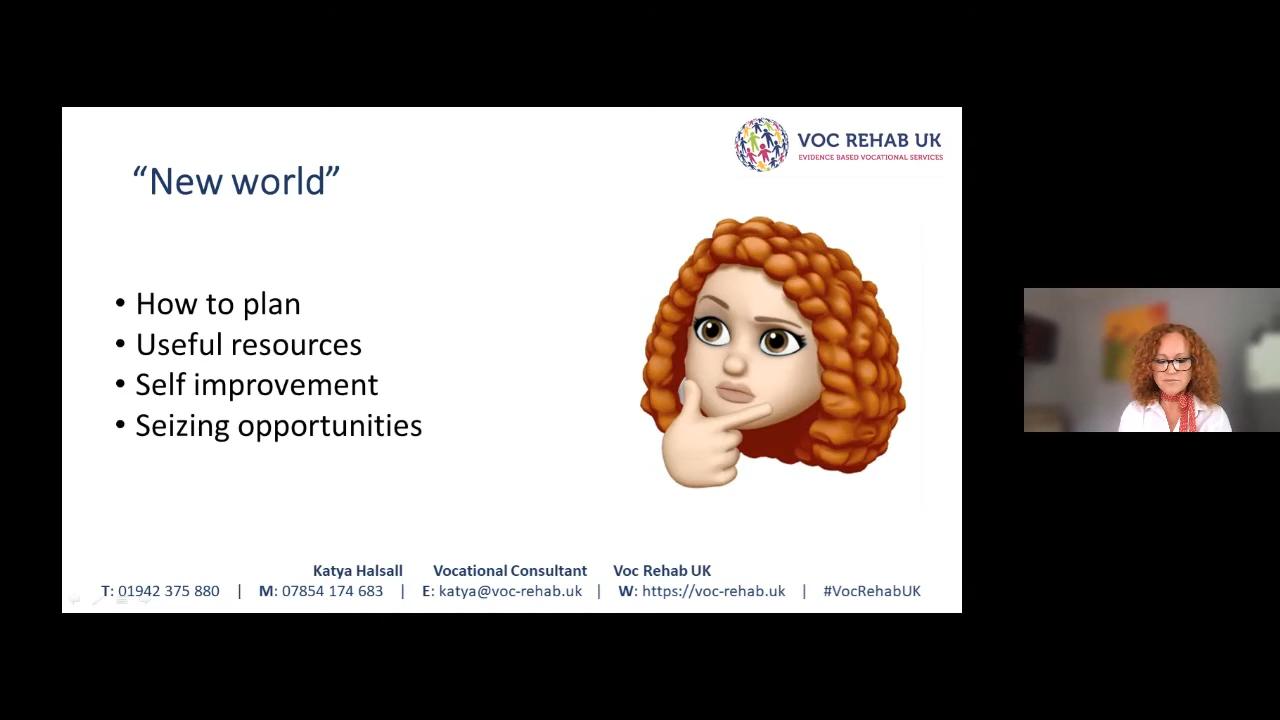 VOC REHAB UK
EVIDENCE BASED VOCATIONAL SERVICES
“New world”
• How to plan
• Useful resources
• Self improvement
• Seizing opportunities
Katya Halsall Vocational Consultant Voc Rehab UK
T: 01942 375 880 | M: 07854 174 683 | E: katya@voc-rehab.uk | W: https://voc-rehab.uk | #VocRehabUK